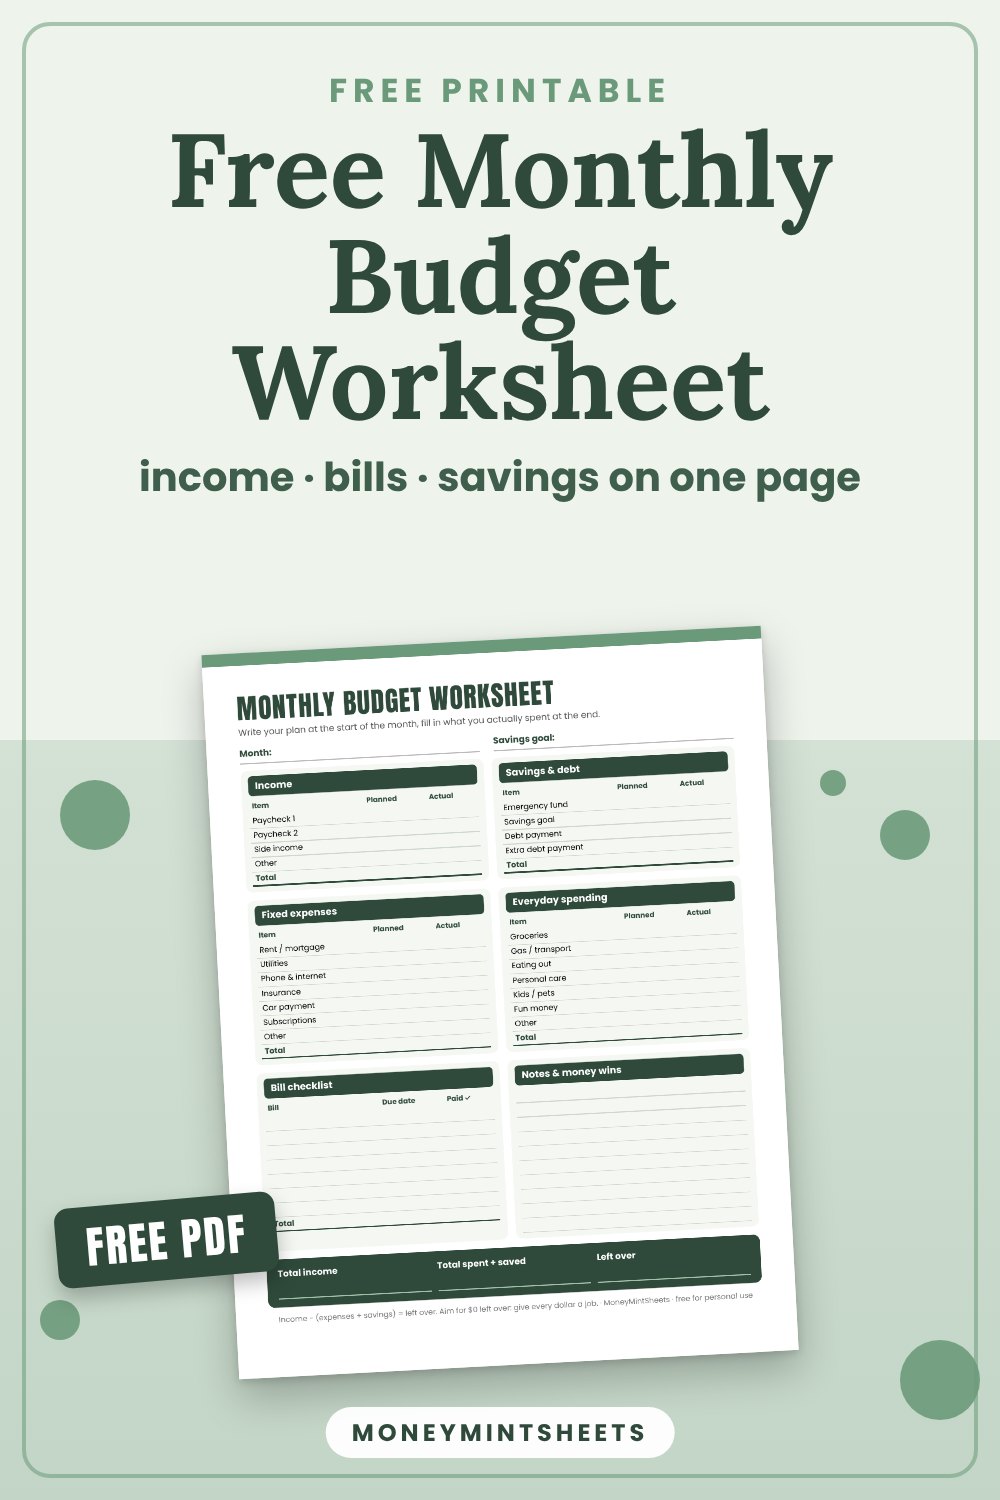 FREE PRINTABLE
Free Monthly
Budget
Worksheet
income · bills · savings on one page
MONTHLY BUDGET WORKSHEET
Write your plan at the start of the month, fill in what you actually spent at the end.
Month:
Savings goal:
Income
Item Planned Actual
Paycheck 1
Paycheck 2
Side income
Other
Total
Savings & debt
Item Planned Actual
Emergency fund
Savings goal
Debt payment
Extra debt payment
Total
Fixed expenses
Item Planned Actual
Rent / mortgage
Utilities
Phone & internet
Insurance
Car payment
Subscriptions
Other
Total
Everyday spending
Item Planned Actual
Groceries
Gas / transport
Eating out
Personal care
Kids / pets
Fun money
Other
Total
Bill checklist
Bill Due date Paid ✓
Total
Notes & money wins
FREE PDF
Total income
Total spent + saved
Left over
Income - (expenses + savings) = left over. Aim for $0 left over: give every dollar a job. MoneyMintSheets · free for personal use
MONEYMINTSHEETS